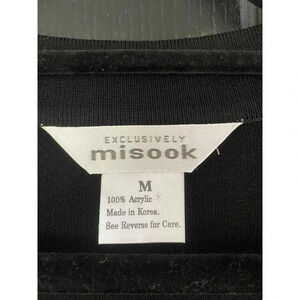 EXCLUSIVELY
misook
M
100% Acrylic
Made in Korea.
See Reverse for Care.